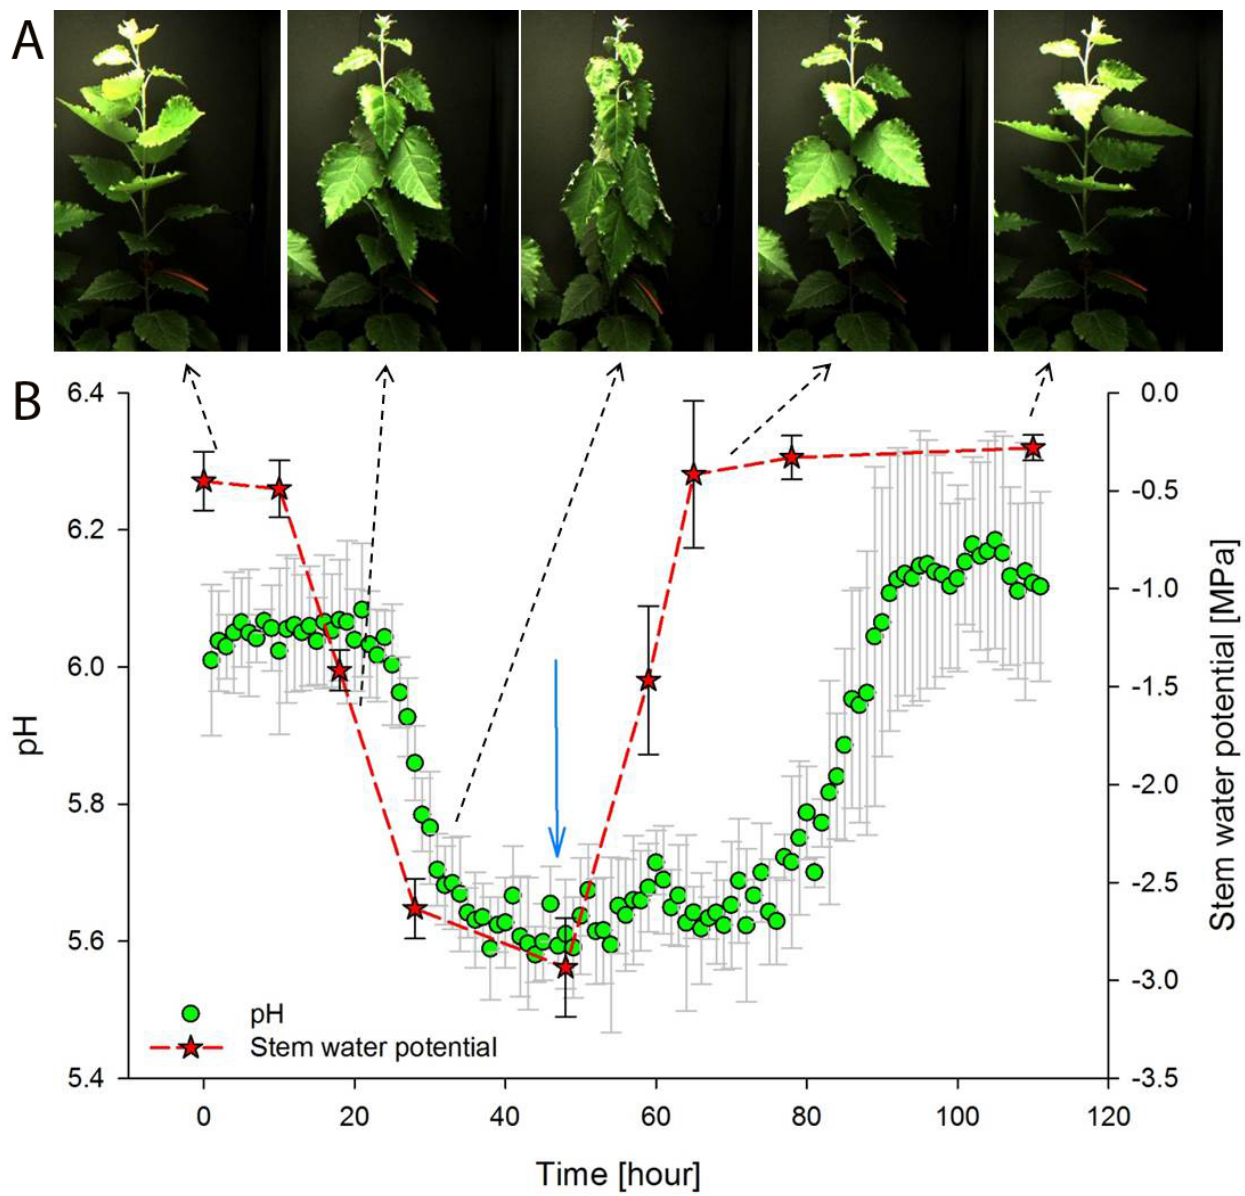 A
B
6.4
6.2
6.0
5.8
5.6
5.4
pH
0.0
-0.5
-1.0
-1.5
-2.0
-2.5
-3.0
-3.5
Stem water potential [MPa]
pH
Stem water potential
0 20 40 60 80 100 120
Time [hour]